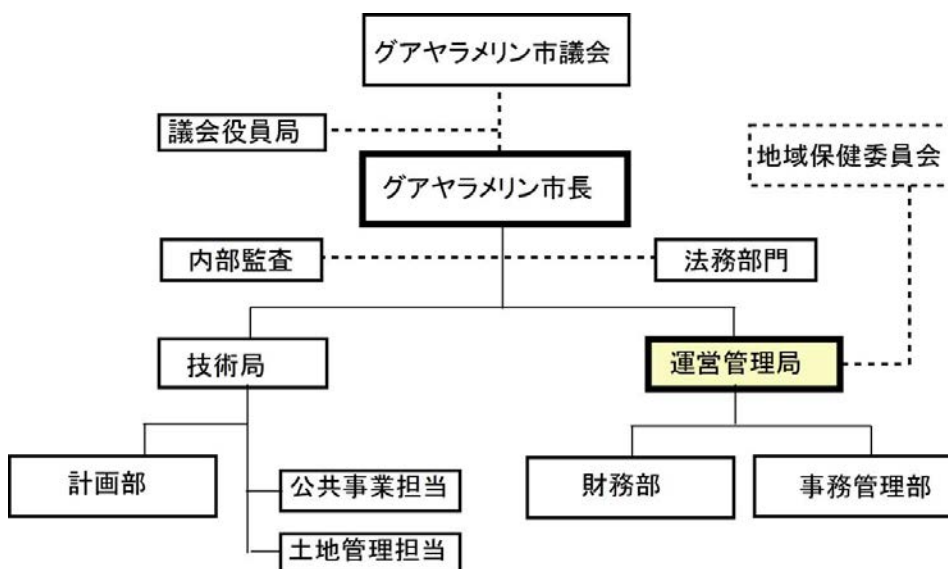 グアヤラメリン市議会
議会役員局
地域保健委員会
グアヤラメリン市長
内部監査
法務部門
技術局
運営管理局
計画部
公共事業担当
財務部
事務管理部
土地管理担当